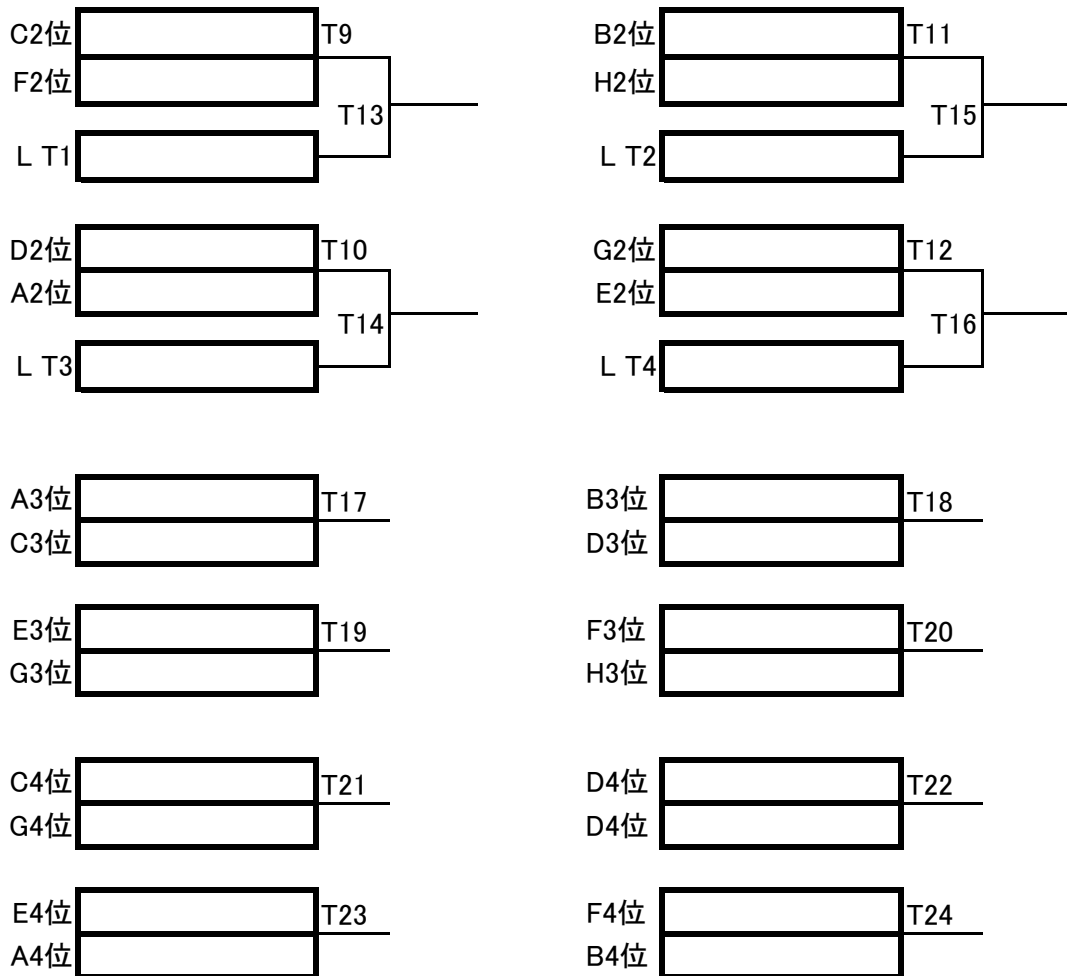 C2位 T9 B2位 T11
F2位 H2位
T13 T15
L T1 L T2
D2位 T10 G2位 T12
A2位 E2位
T14 T16
L T3 L T4
A3位 T17 B3位 T18
C3位 D3位
E3位 T19 F3位 T20
G3位 H3位
C4位 T21 D4位 T22
G4位 D4位
E4位 T23 F4位 T24
A4位 B4位